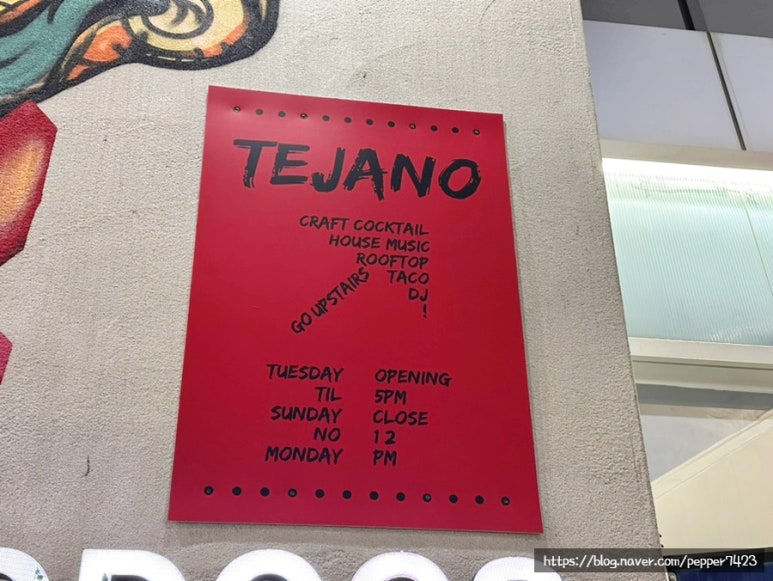 TEJANO
CRAFT COCKTAIL
HOUSE MUSIC
ROOFTOP
TACO
DJ
!
GO UPSTAIRS
TUESDAY OPENING
TIL 5PM
SUNDAY CLOSE
NO 12
MONDAY PM
https://blog.naver.com/pepper7423